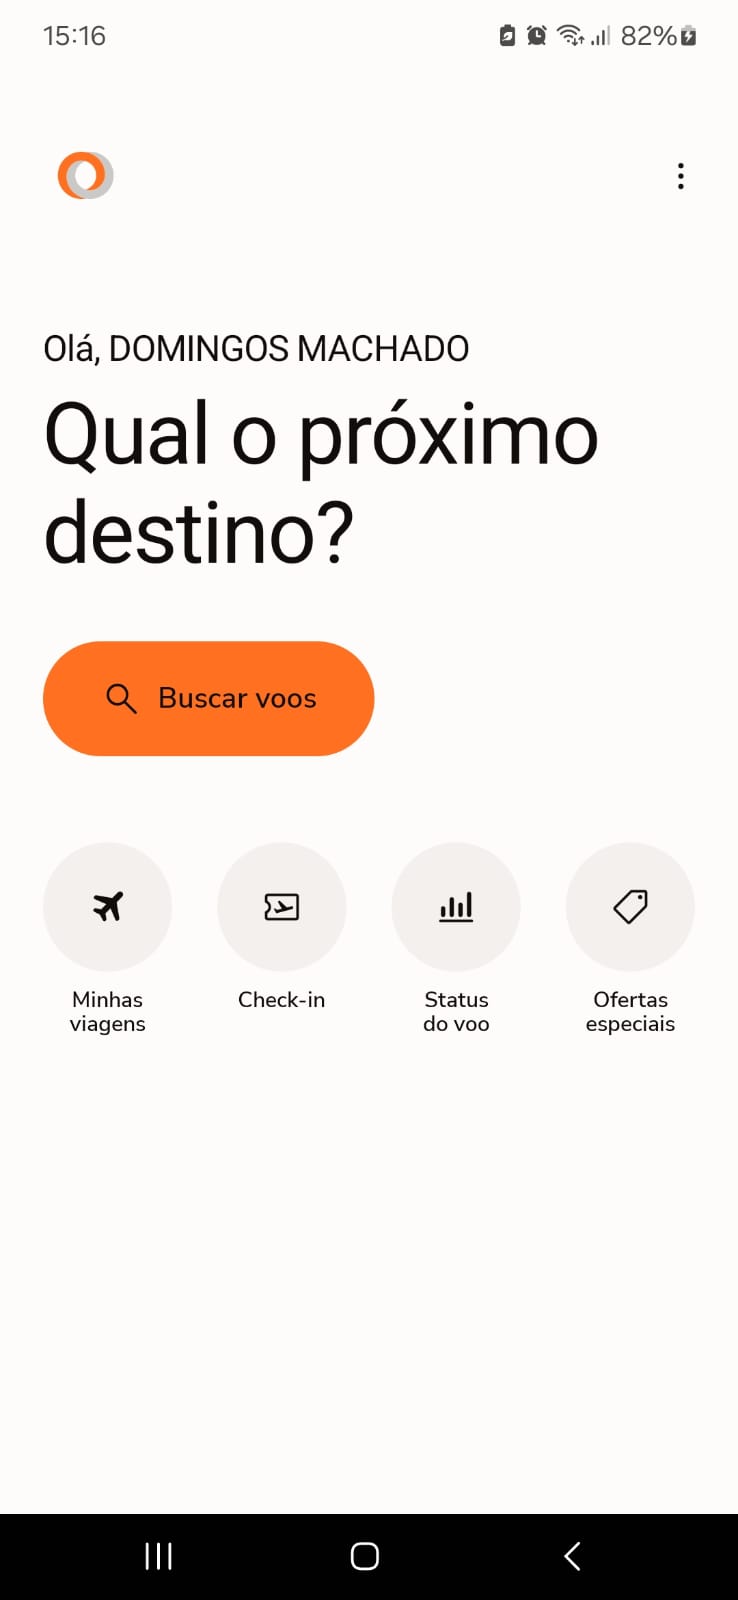 15:16
82%
Olá, DOMINGOS MACHADO
Qual o próximo
destino?
Buscar voos
Minhas
viagens
Check-in
Status
do voo
Ofertas
especiais